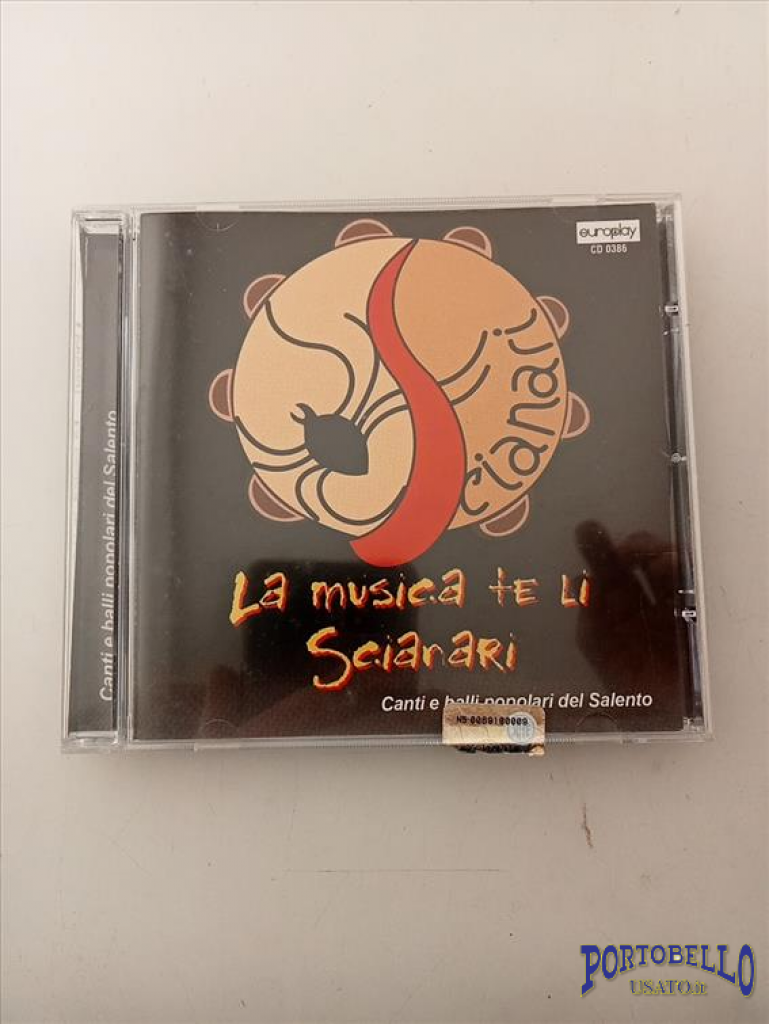 europlay
CD 0386
Scianari
La musica te li
Scianari
Canti e balli popolari del Salento
Canti e balli popolari del Salento
PORTOBELLO
USATO.it